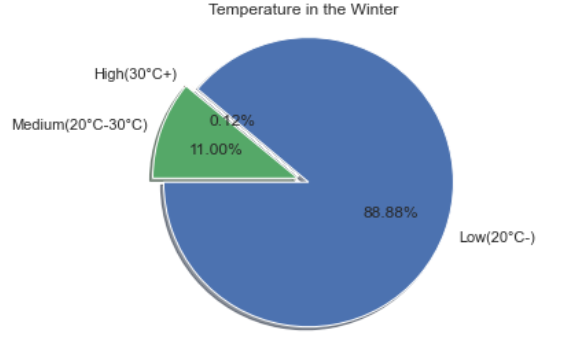 Temperature in the Winter
High(30°C+)
0.12%
Medium(20°C-30°C)
11.00%
88.88%
Low(20°C-)